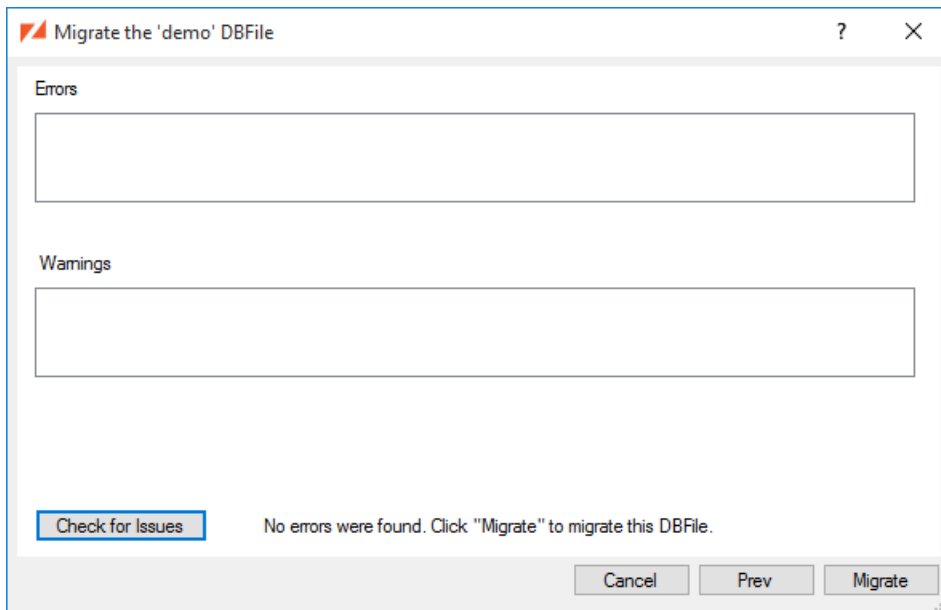 Migrate the 'demo' DBFile
Errors
Warnings
Check for Issues
No errors were found. Click "Migrate" to migrate this DBFile.
Cancel
Prev
Migrate